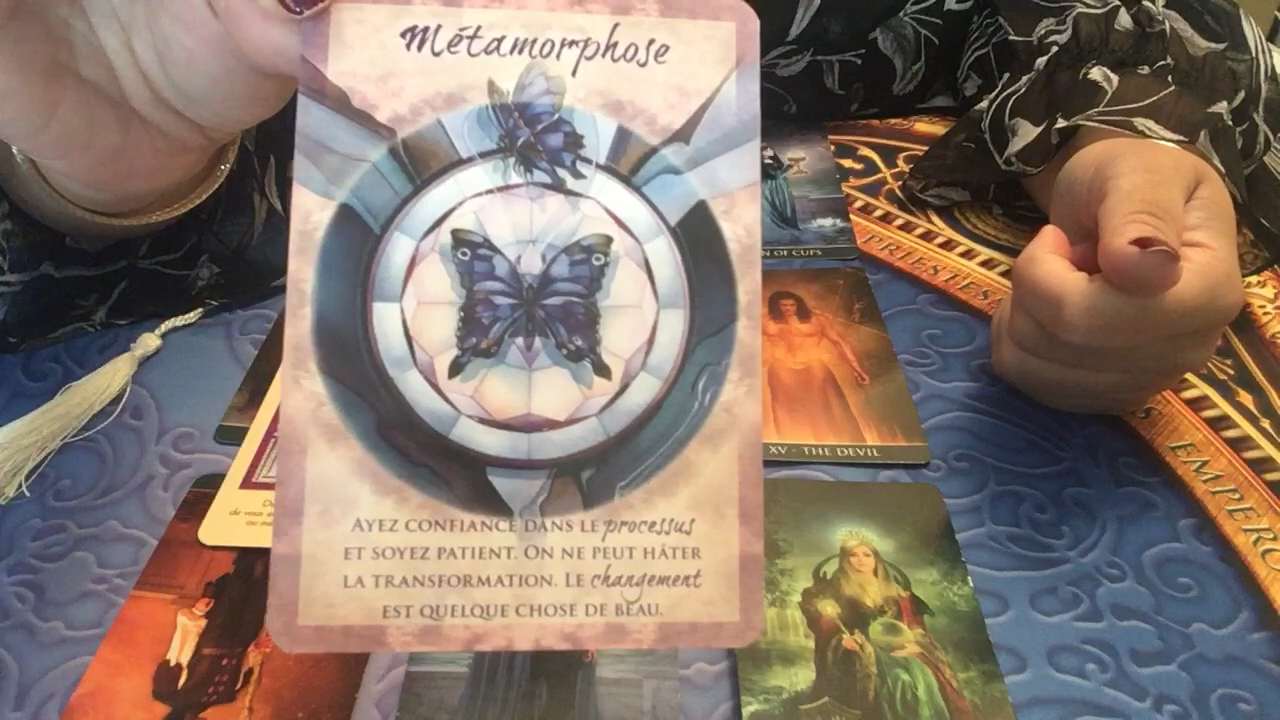 Métamorphose
AYEZ CONFIANCE DANS LE processus
ET SOYEZ PATIENT. ON NE PEUT HÂTER
LA TRANSFORMATION. LE changement
EST QUELQUE CHOSE DE BEAU.
N OF CUPS
XV - THE DEVIL
PRIESTESS
EMPERO